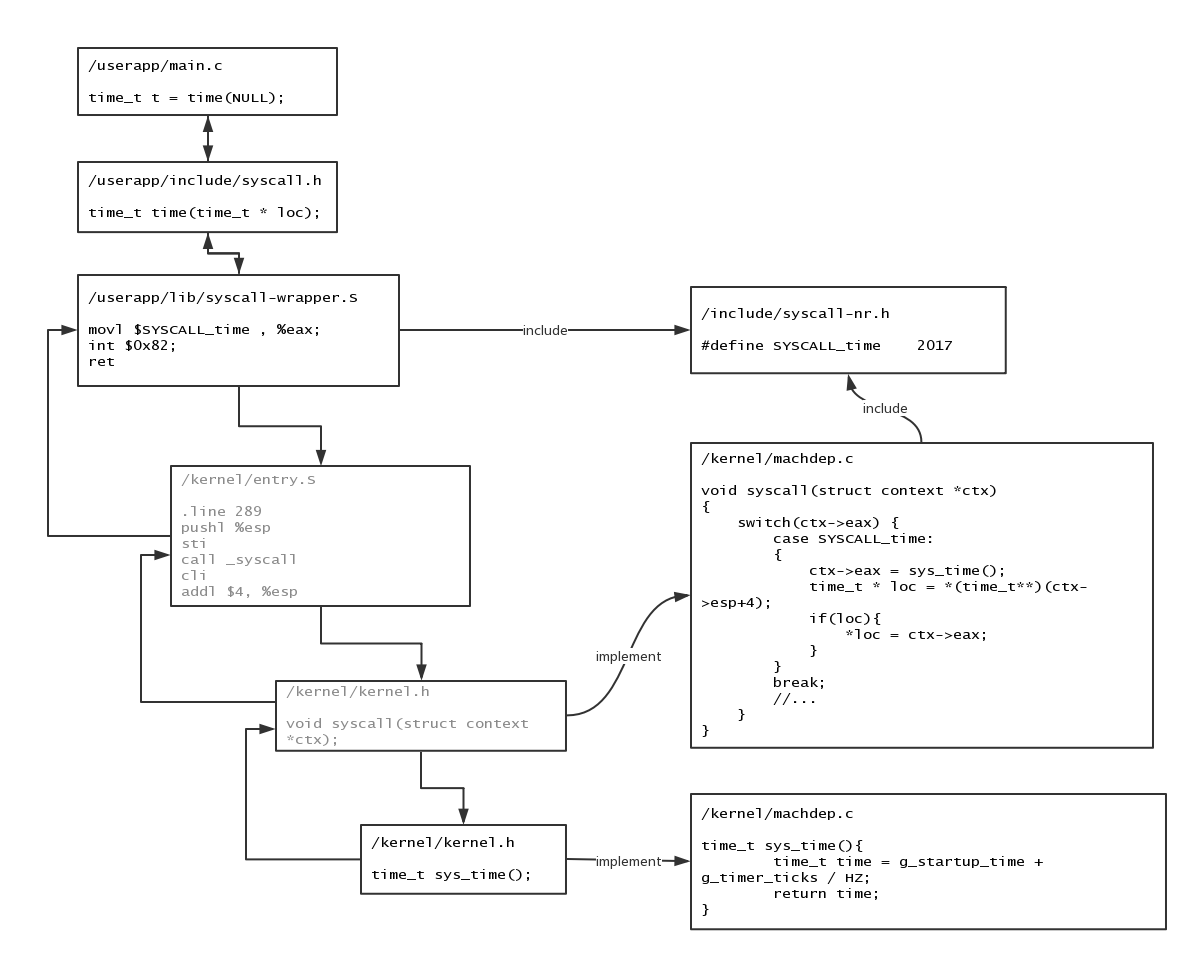 /userapp/main.c
time_t t = time(NULL);
/userapp/include/syscall.h
time_t time(time_t * loc);
/userapp/lib/syscall-wrapper.S
movl $SYSCALL_time , %eax;
int $0x82;
ret
include
/include/syscall-nr.h
#define SYSCALL_time    2017
include
/kernel/entry.S
.line 289
pushl %esp
sti
call _syscall
cli
addl $4, %esp
/kernel/machdep.c
void syscall(struct context *ctx)
{
    switch(ctx->eax) {
        case SYSCALL_time:
        {
            ctx->eax = sys_time();
            time_t * loc = *(time_t**)(ctx-
>esp+4);
            if(loc){
                *loc = ctx->eax;
            }
        }
        break;
        //...
    }
}
implement
/kernel/kernel.h
void syscall(struct context
*ctx);
/kernel/kernel.h
time_t sys_time();
implement
/kernel/machdep.c
time_t sys_time(){
        time_t time = g_startup_time +
g_timer_ticks / HZ;
        return time;
}